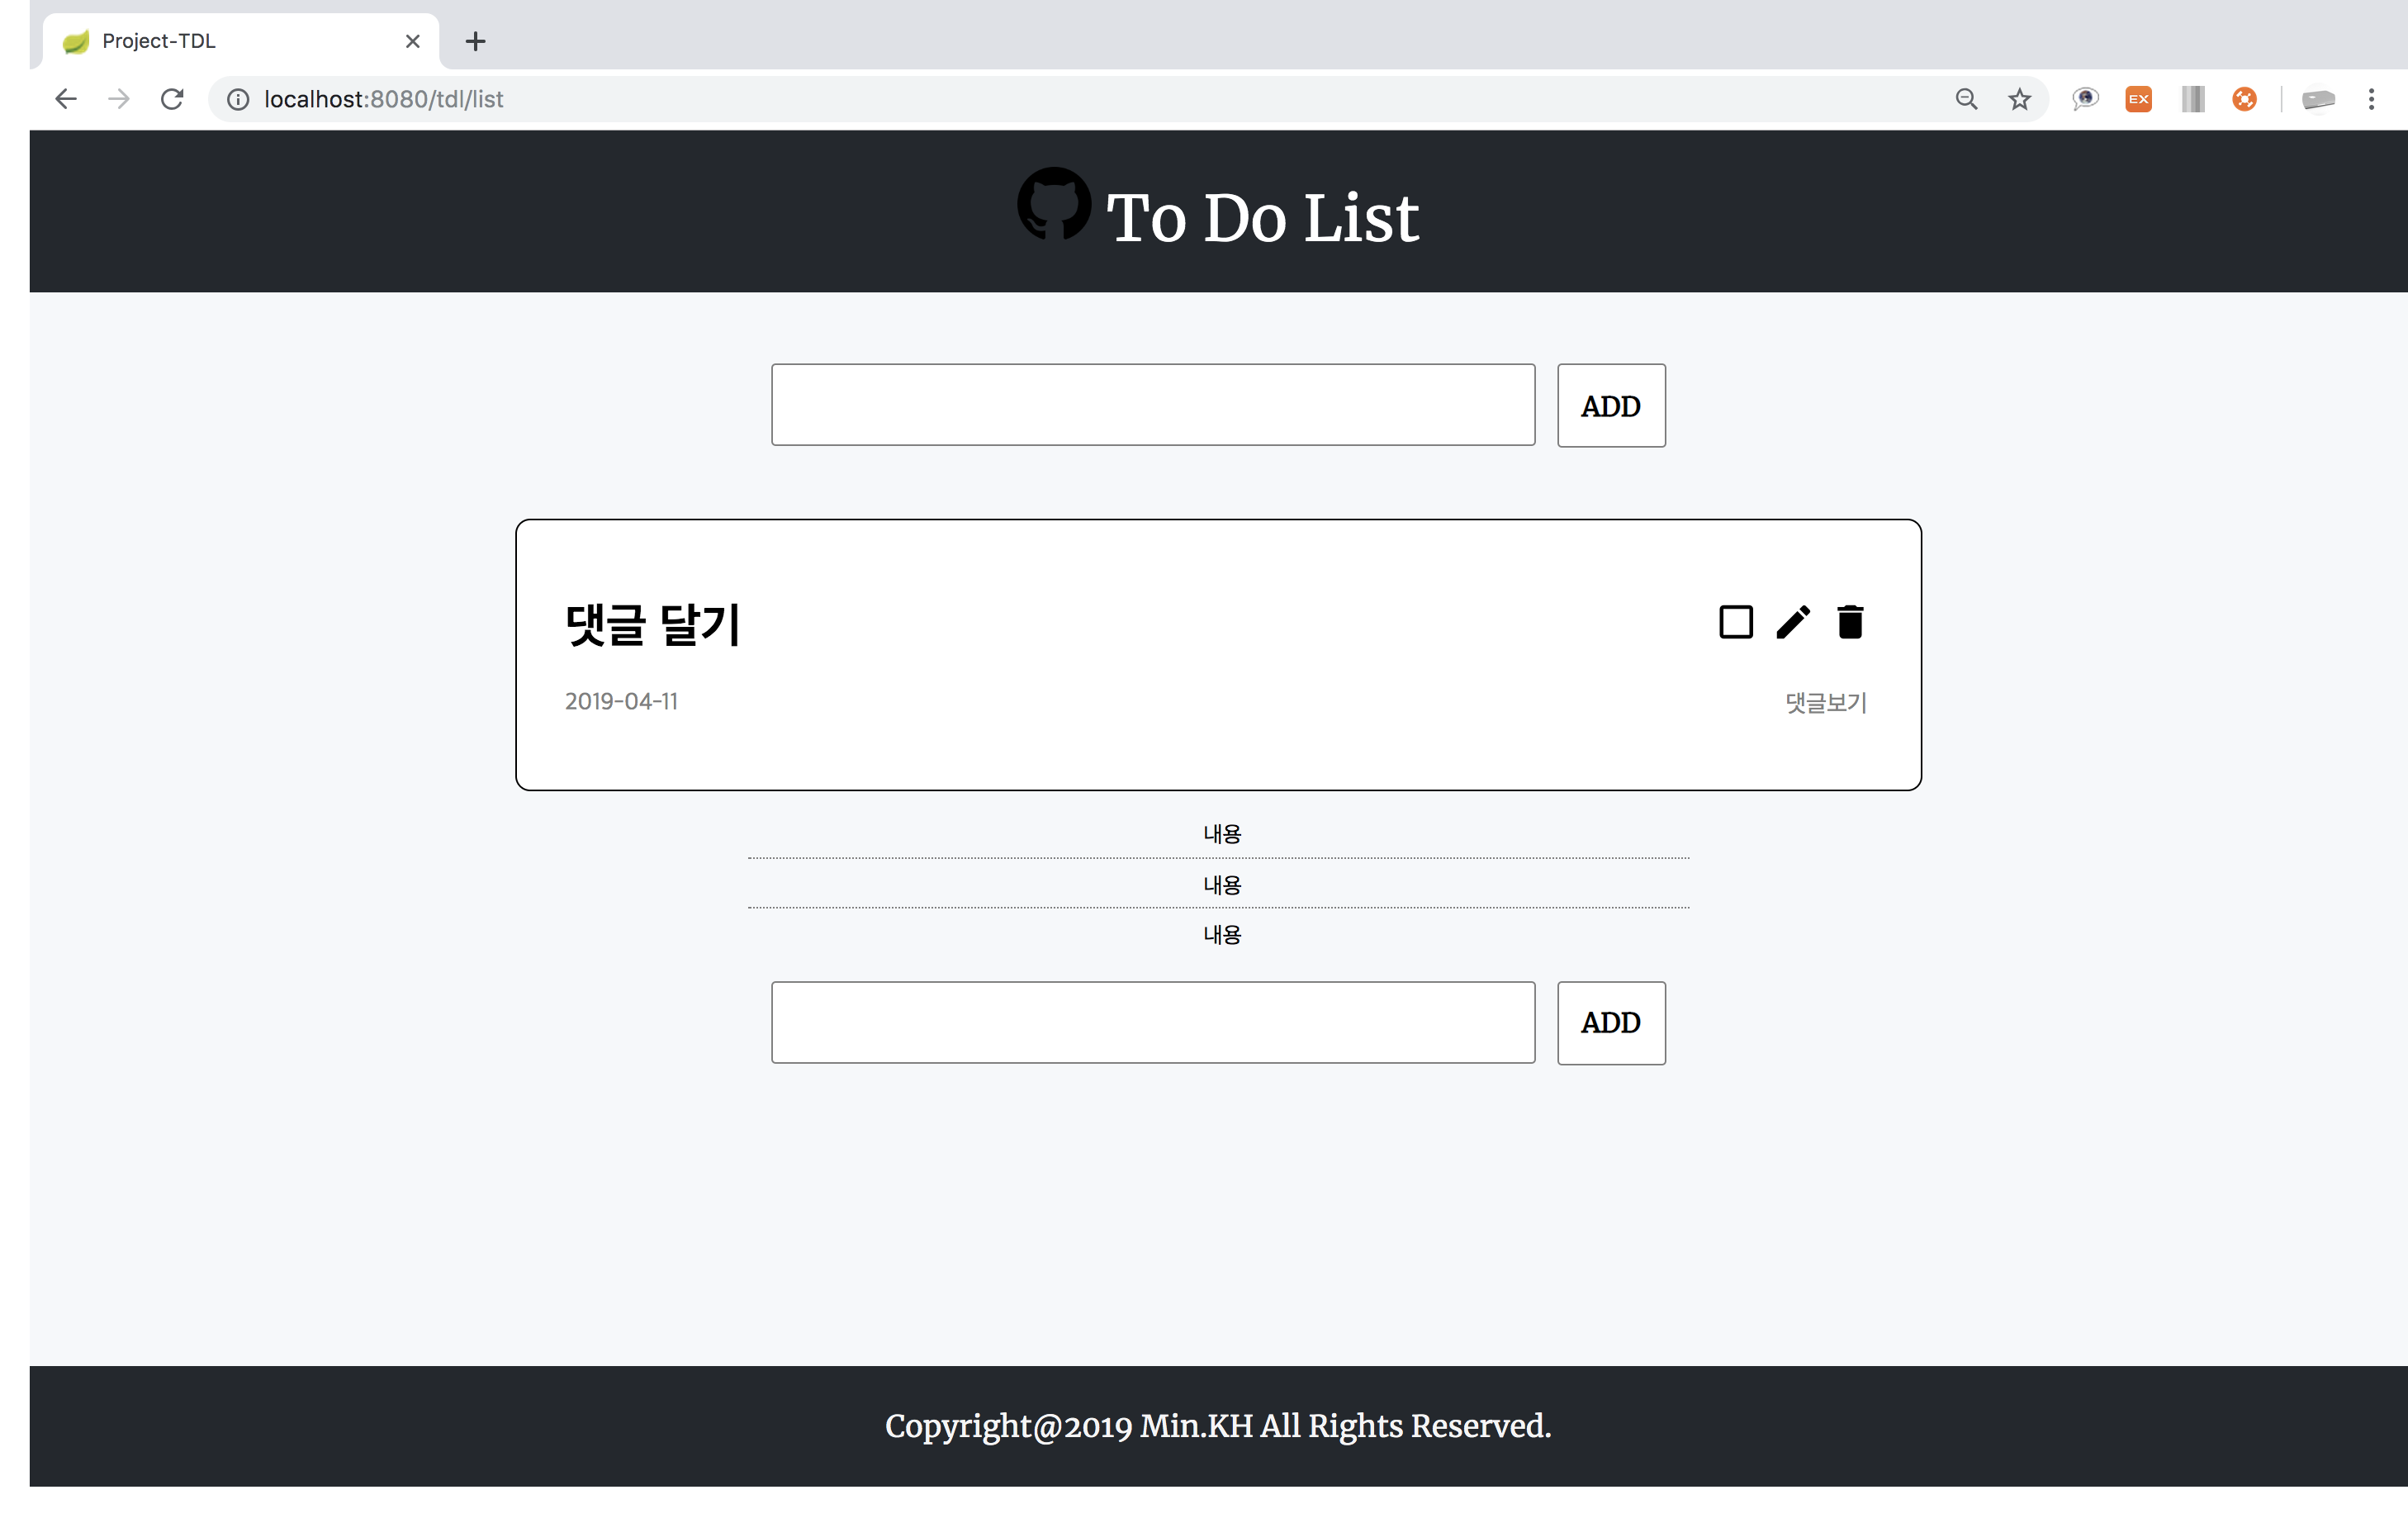 Project-TDL
localhost:8080/tdl/list
EX
To Do List
ADD
댓글 달기
2019-04-11
댓글보기
내용
내용
내용
ADD
Copyright@2019 Min.KH All Rights Reserved.